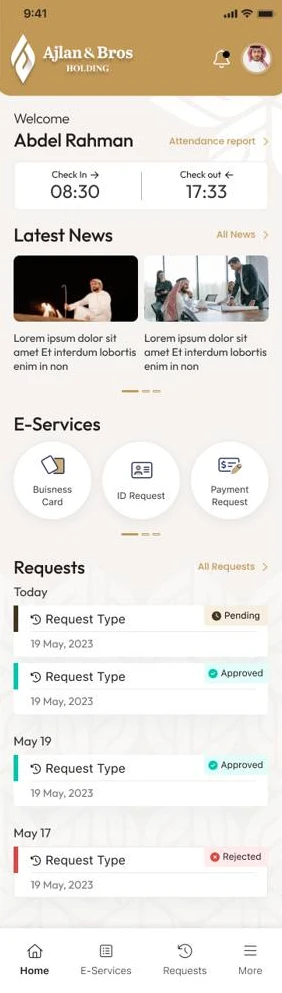 9:41
Ajlan & Bros
HOLDING
Welcome
Abdel Rahman
Attendance report
Check In →
Check out ←
08:30
17:33
Latest News
All News
Lorem ipsum dolor sit
amet Et interdum lobortis
enim in non
Lorem ipsum dolor sit
amet Et interdum lobortis
enim in non
E-Services
Buisness
Card
ID Request
Payment
Request
Requests
All Requests
Today
Request Type
Pending
19 May, 2023
Request Type
Approved
19 May, 2023
May 19
Request Type
Approved
19 May, 2023
May 17
Request Type
Rejected
19 May, 2023
Home
E-Services
Requests
More